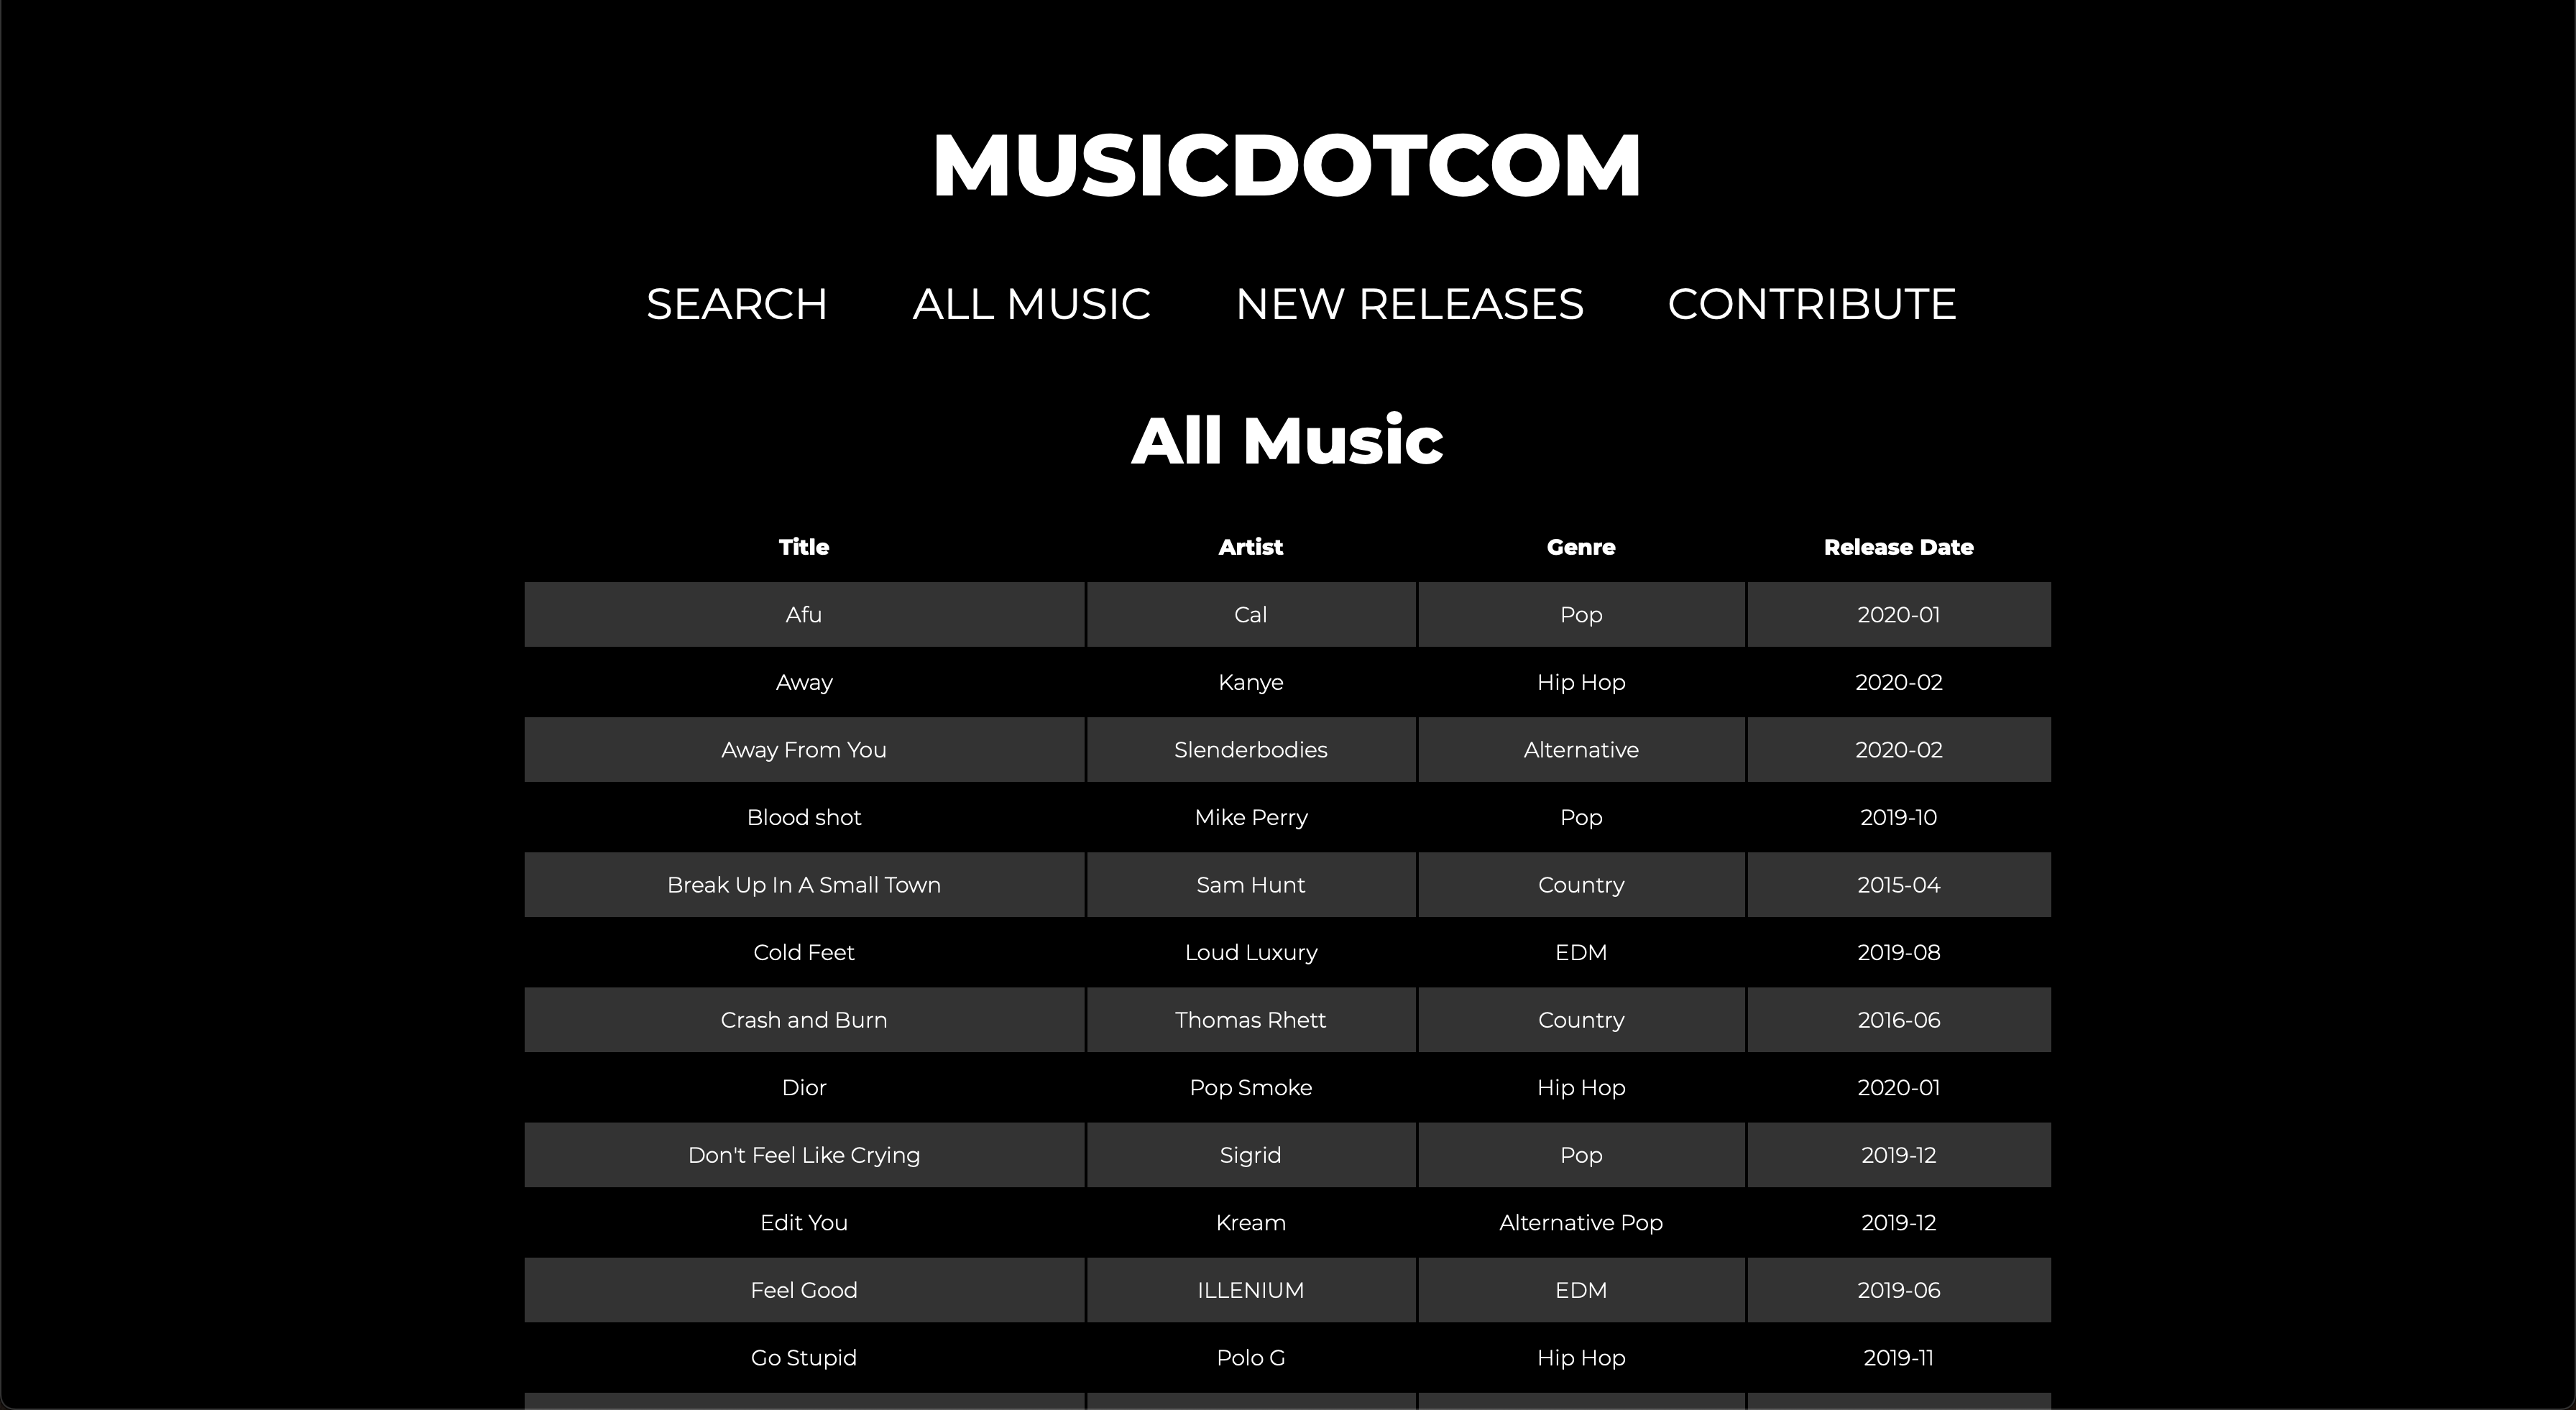 MUSICDOTCOM
SEARCH ALL MUSIC NEW RELEASES CONTRIBUTE
All Music
Title Artist Genre Release Date
Afu Cal Pop 2020-01
Away Kanye Hip Hop 2020-02
Away From You Slenderbodies Alternative 2020-02
Blood shot Mike Perry Pop 2019-10
Break Up In A Small Town Sam Hunt Country 2015-04
Cold Feet Loud Luxury EDM 2019-08
Crash and Burn Thomas Rhett Country 2016-06
Dior Pop Smoke Hip Hop 2020-01
Don't Feel Like Crying Sigrid Pop 2019-12
Edit You Kream Alternative Pop 2019-12
Feel Good ILLENIUM EDM 2019-06
Go Stupid Polo G Hip Hop 2019-11